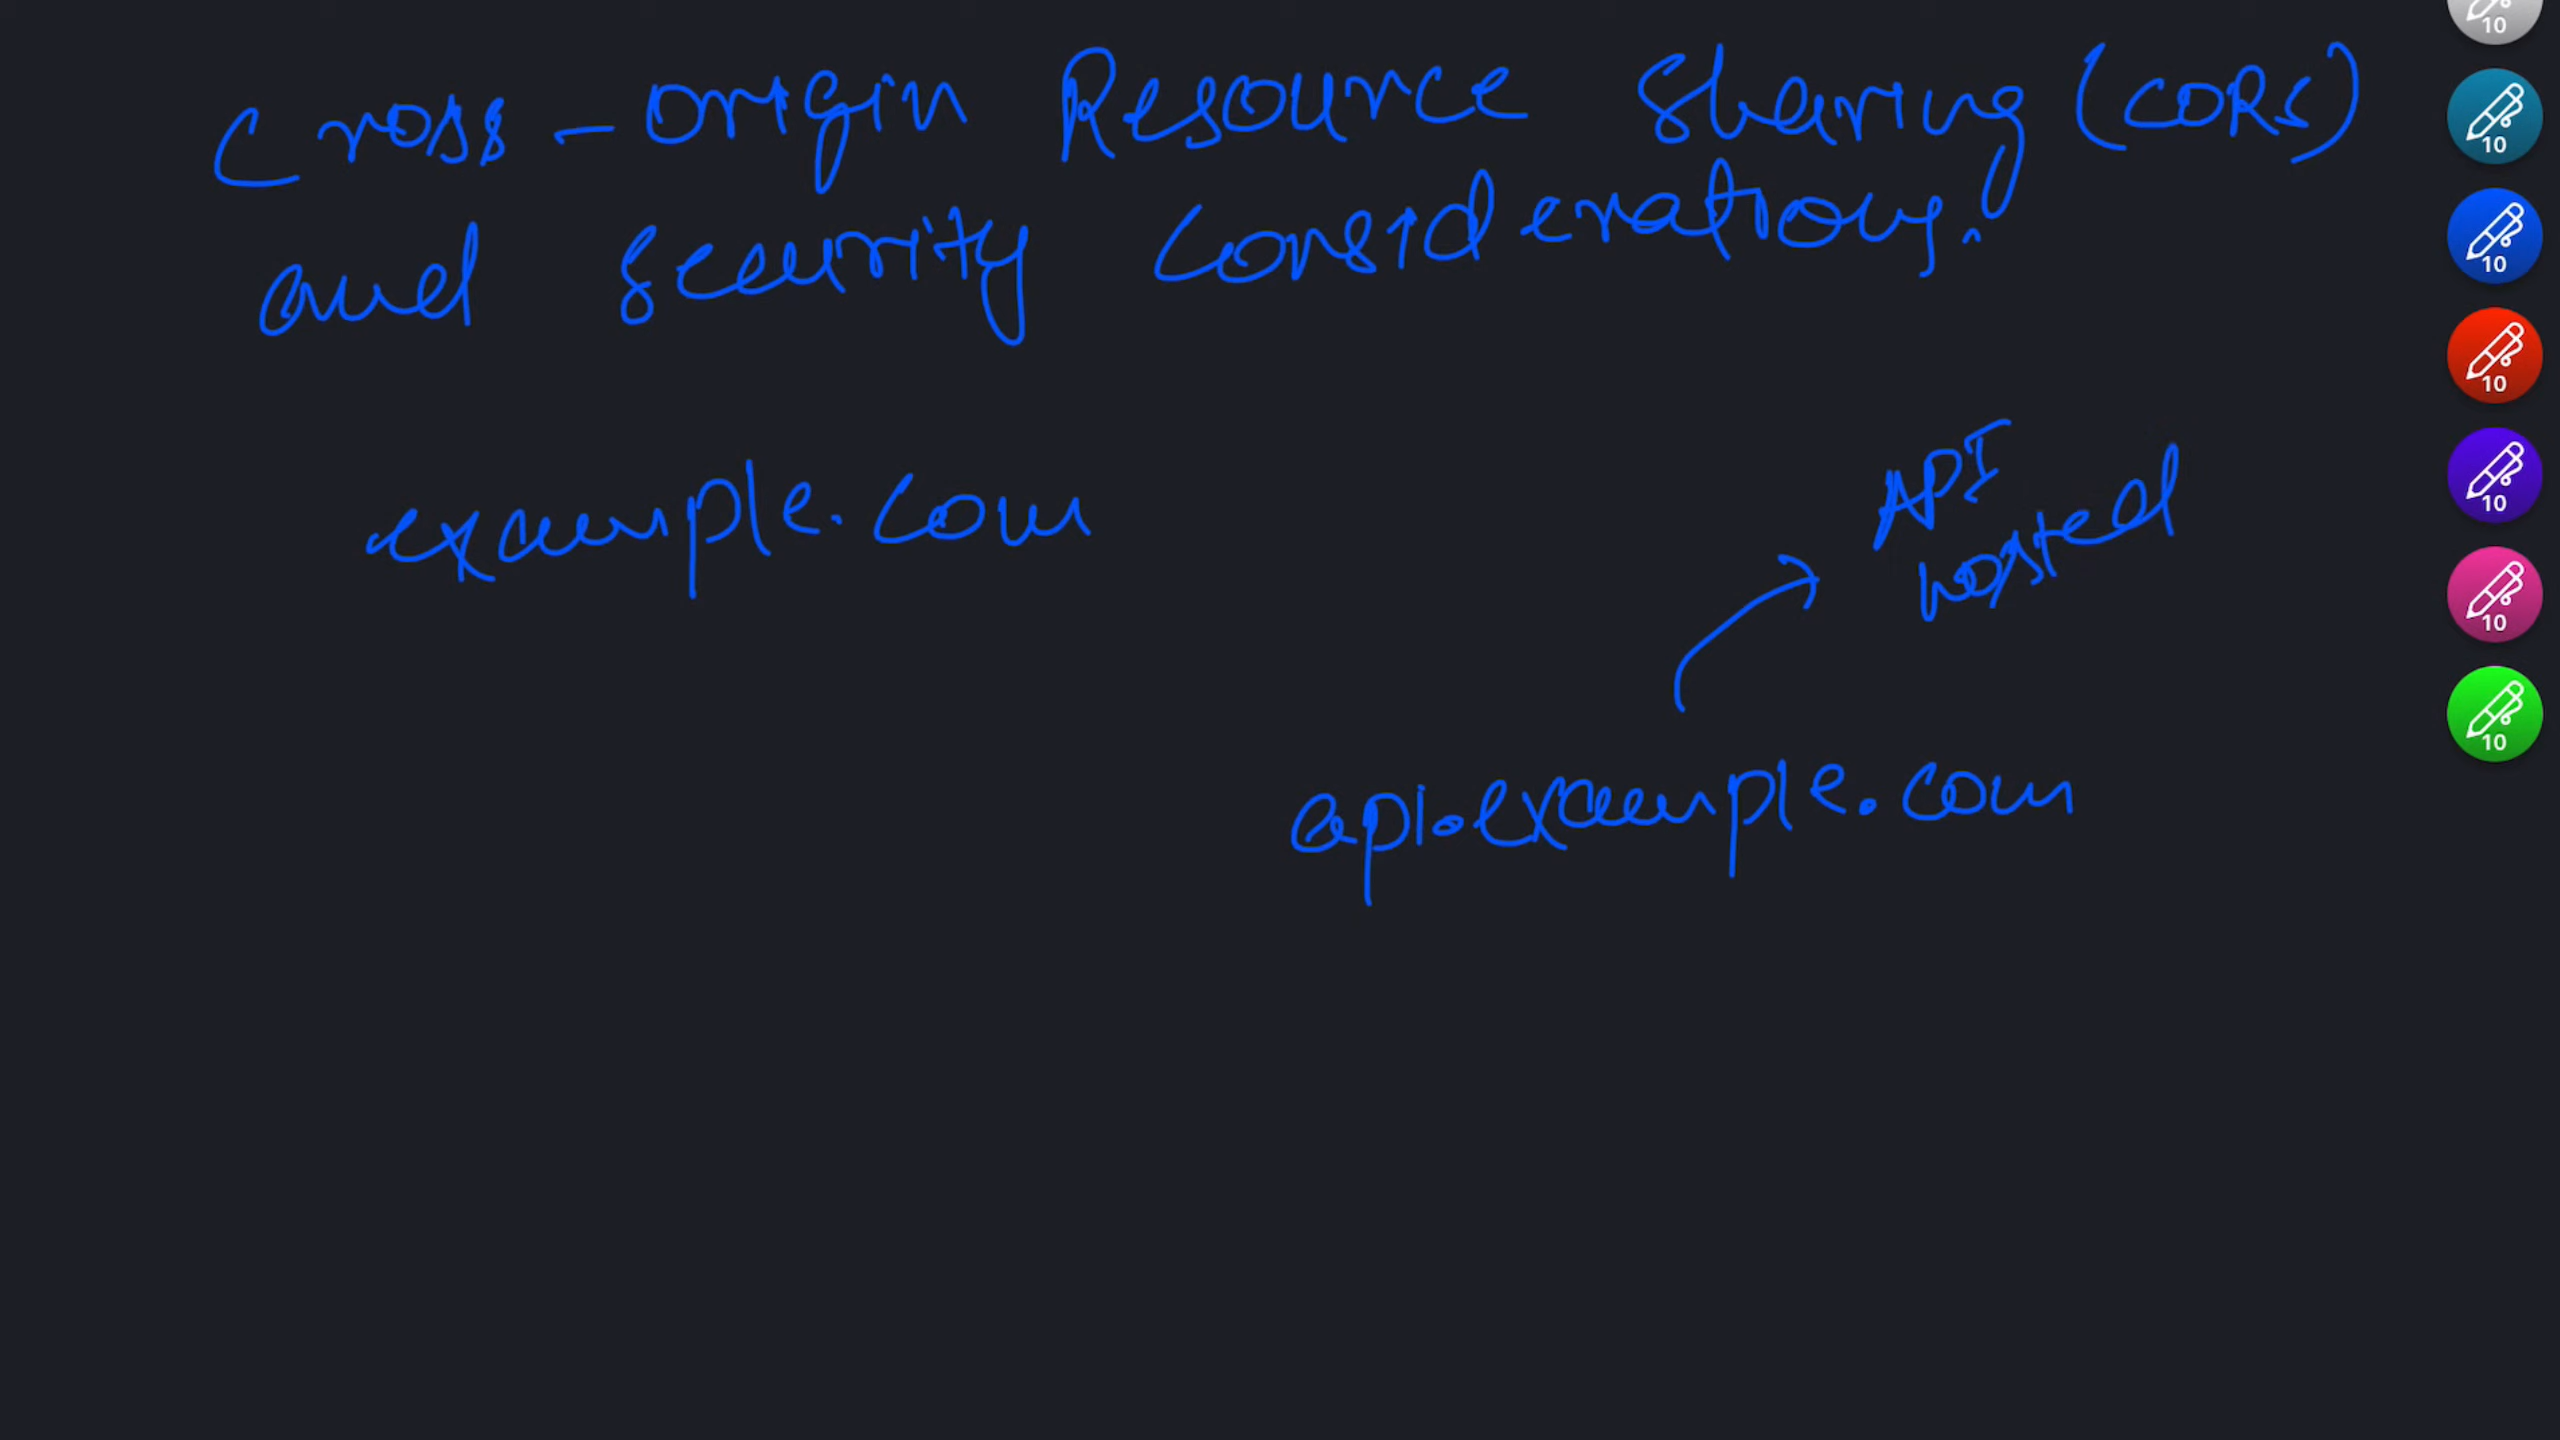 Cross-origin Resource Sharing (CORS)
and security considerations.
example.com
API
hosted
api.example.com
10
10
10
10
10
10
10